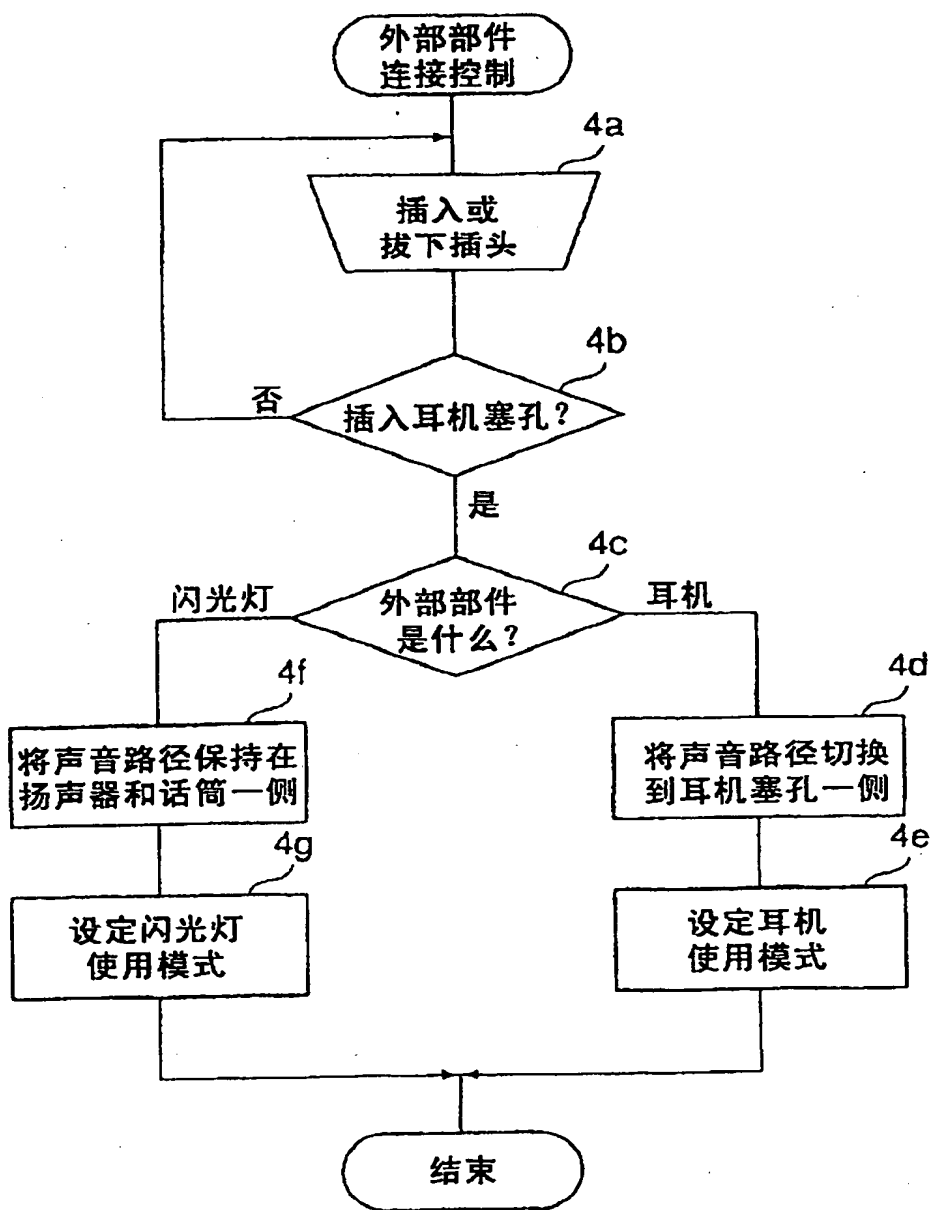 外部部件
连接控制
4a
插入或
拔下插头
4b
否
插入耳机塞孔?
是
4c
闪光灯
外部部件
是什么?
耳机
4f
将声音路径保持在
扬声器和话筒一侧
4d
将声音路径切换
到耳机塞孔一侧
4g
设定闪光灯
使用模式
4e
设定耳机
使用模式
结束